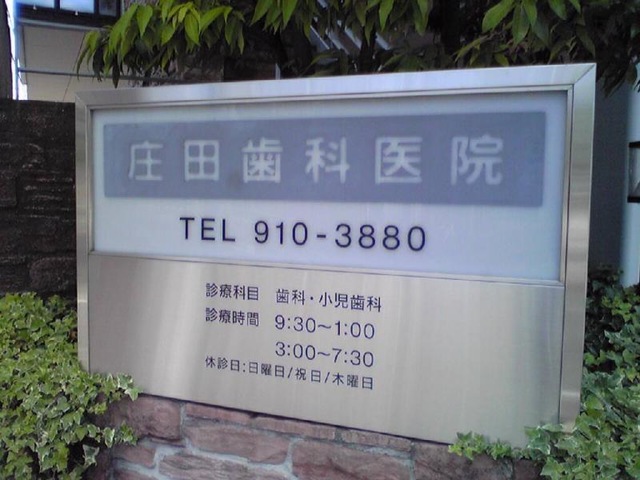 庄田歯科医院
TEL 910-3880
診療科目 歯科・小児歯科
診療時間 9:30〜1:00
3:00〜7:30
休診日:日曜日/祝日/木曜日